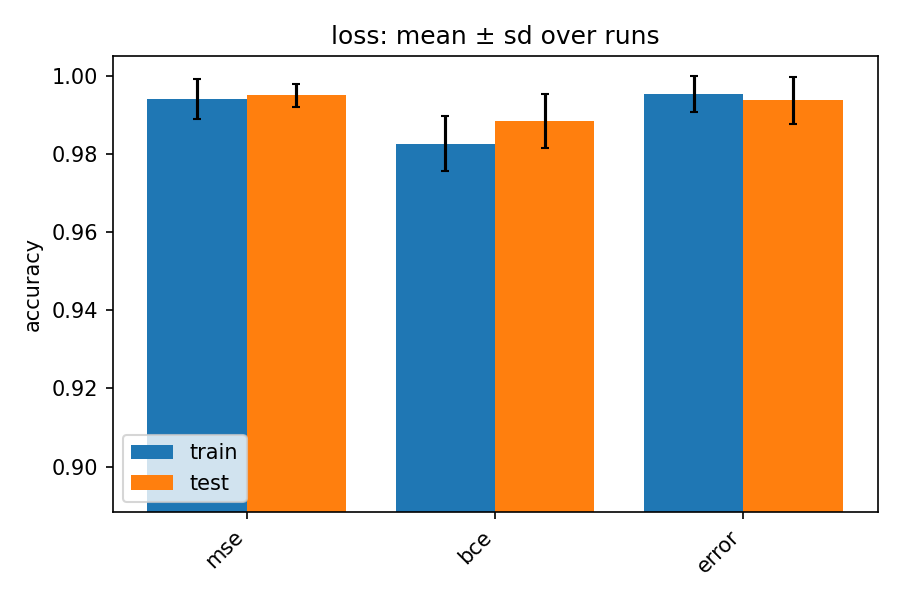 loss: mean ± sd over runs
accuracy
1.00
0.98
0.96
0.94
0.92
0.90
train
test
mse
bce
error